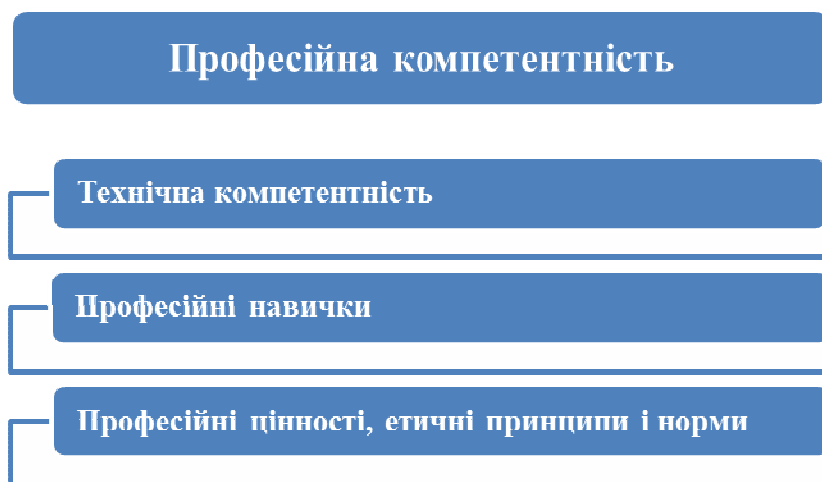 Професійна компетентність
Технічна компетентність
Професійні навички
Професійні цінності, етичні принципи і норми